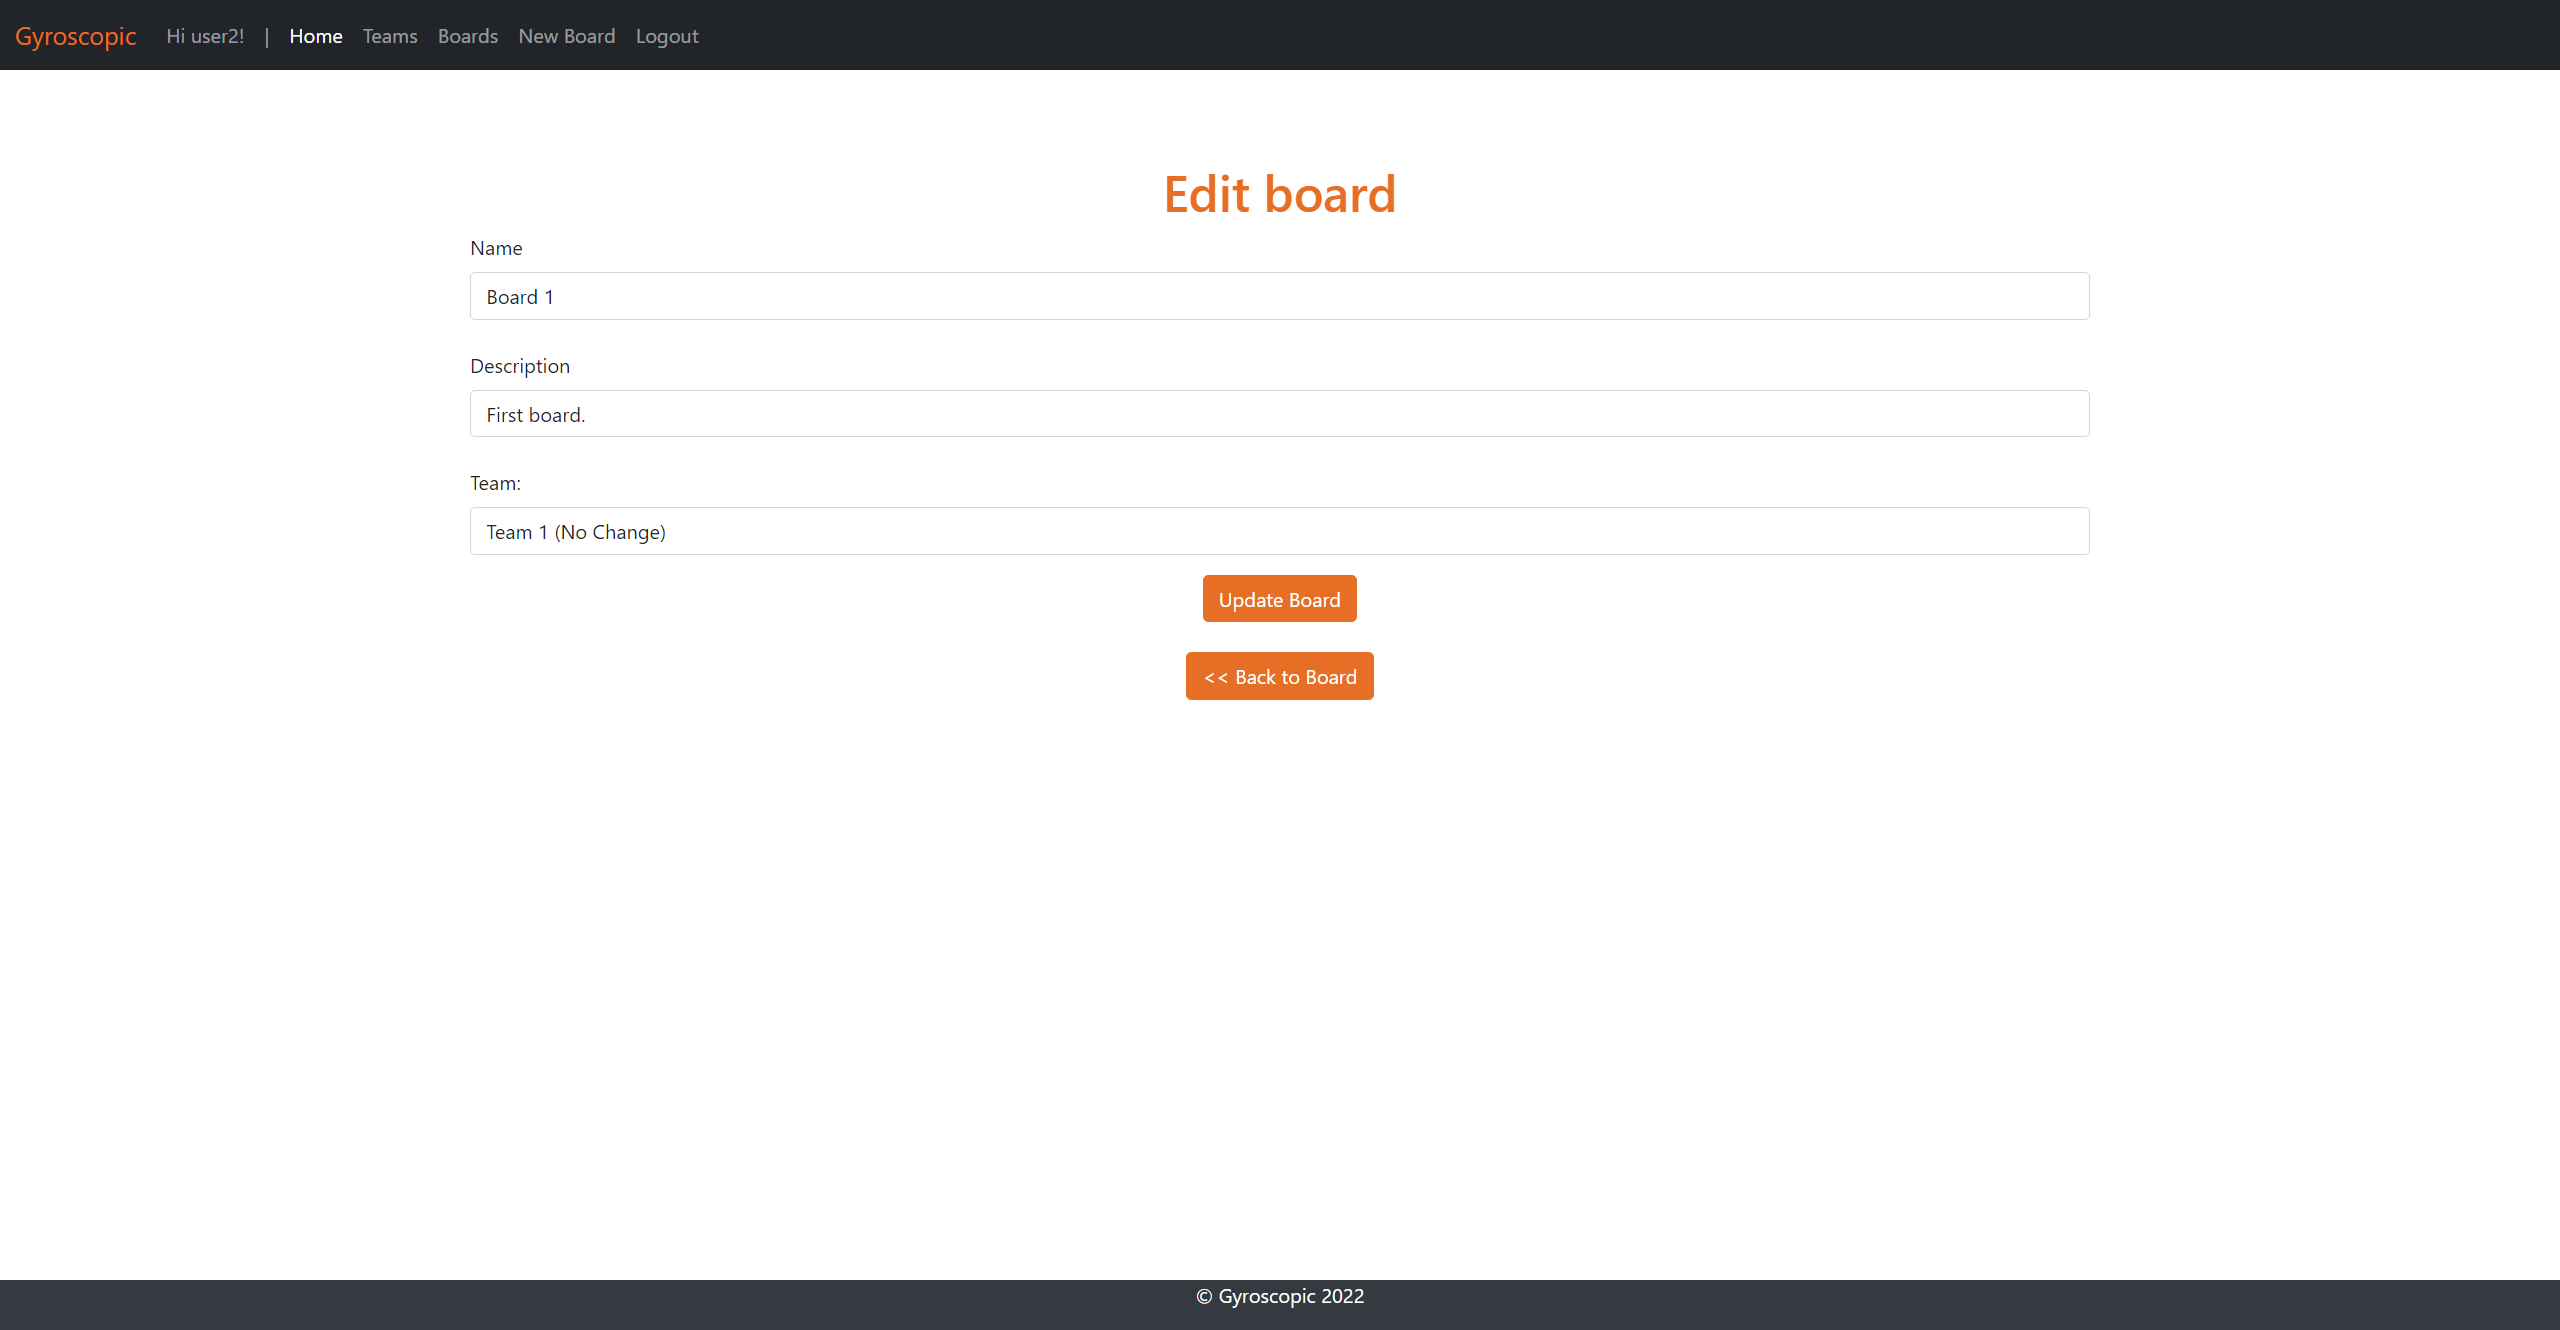 Gyroscopic Hi user2! | Home Teams Boards New Board Logout
Edit board
Name
Board 1
Description
First board.
Team:
Team 1 (No Change)
Update Board
<< Back to Board
© Gyroscopic 2022